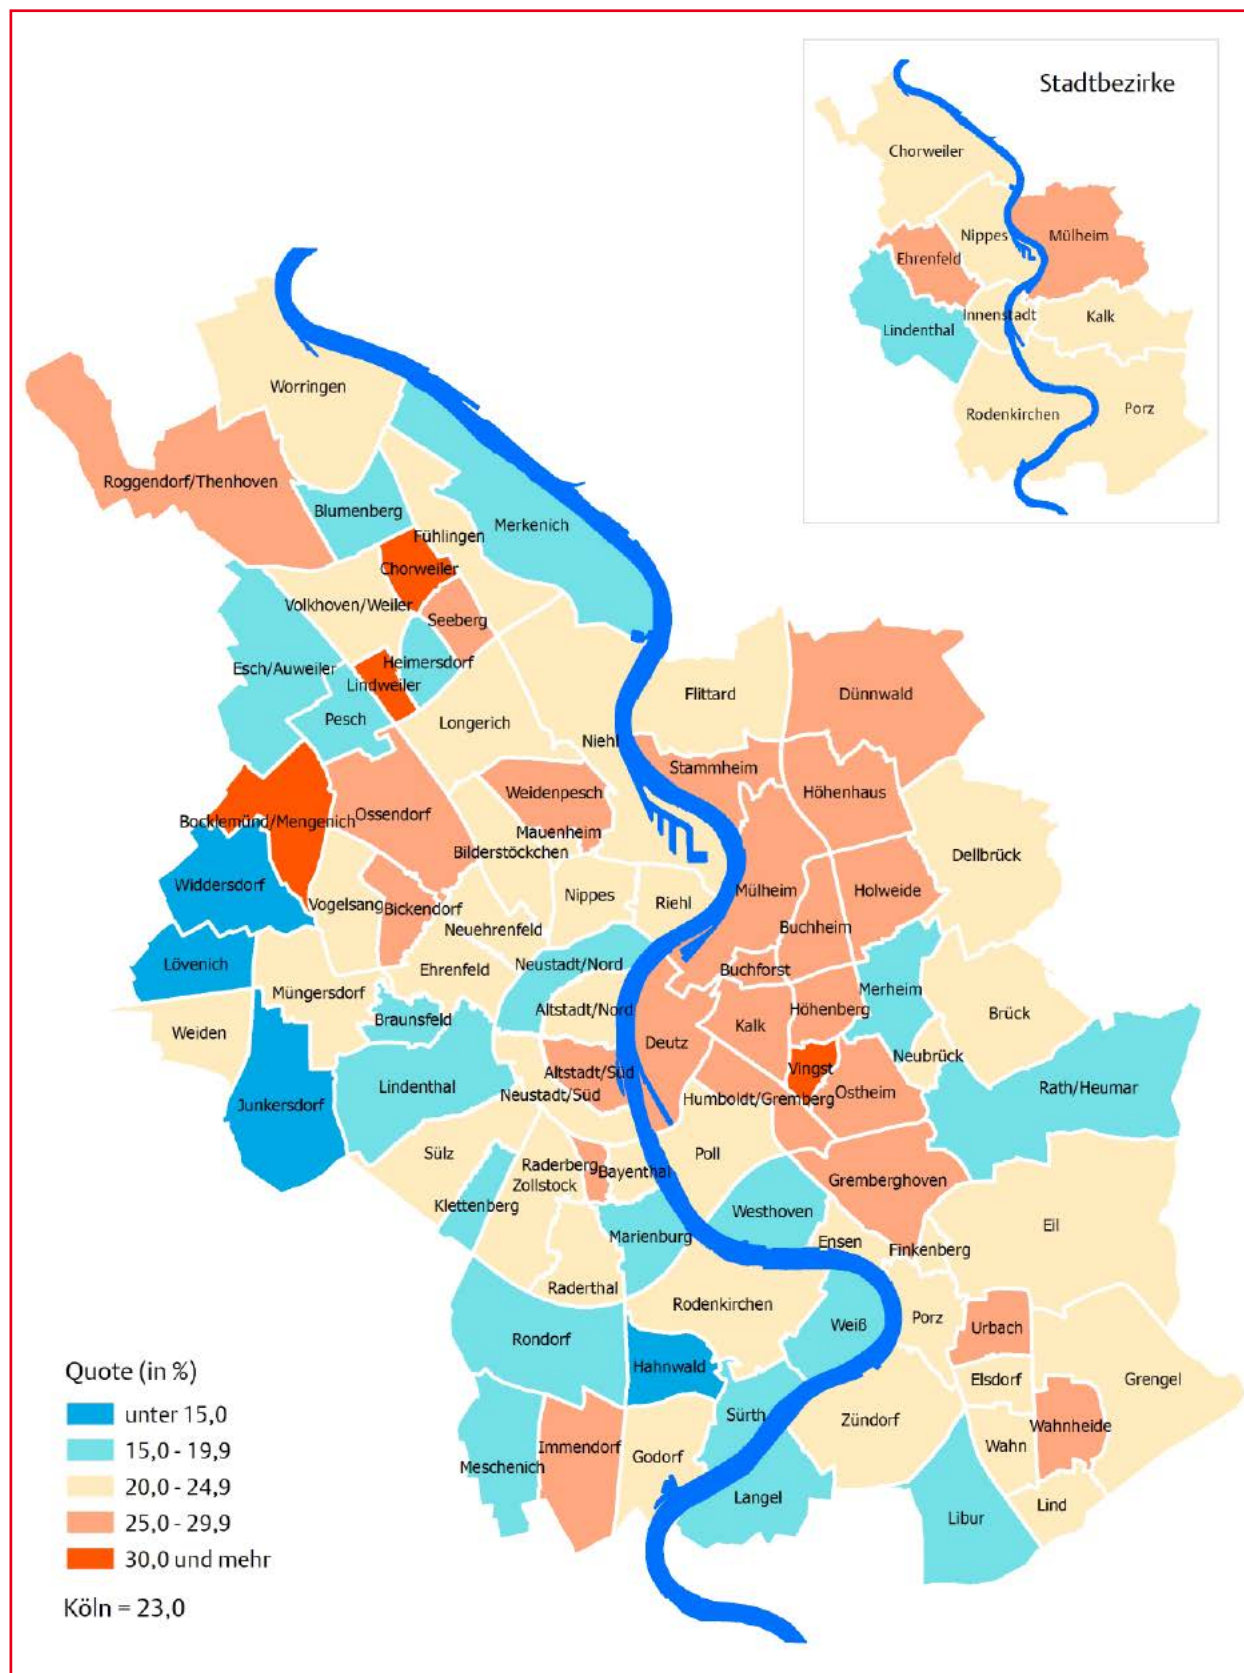 Stadtbezirke
Chorweiler
Nippes
Mülheim
Ehrenfeld
Innenstadt
Kalk
Lindenthal
Rodenkirchen
Porz
Worringen
Roggendorf/Thenhoven
Blumenberg
Merkenich
Fühlingen
Chorweiler
Volkhoven/Weiler
Seeberg
Esch/Auweiler
Heimersdorf
Lindweiler
Pesch
Longerich
Flittard
Dünnwald
Niehl
Stammheim
Höhenhaus
Weidenpesch
Bocklemünd/Mengenich
Ossendorf
Mauenheim
Bilderstöckchen
Dellbrück
Widdersdorf
Vogelsang
Bickendorf
Nippes
Riehl
Mülheim
Holweide
Buchheim
Neuehrenfeld
Lövenich
Ehrenfeld
Neustadt/Nord
Buchforst
Müngersdorf
Merheim
Altstadt/Nord
Höhenberg
Brück
Weiden
Braunsfeld
Kalk
Deutz
Neubrück
Lindenthal
Altstadt/Süd
Vingst
Rath/Heumar
Ostheim
Neustadt/Süd
Humboldt/Gremberg
Junkersdorf
Sülz
Poll
Raderberg
Bayenthal
Zollstock
Gremberghoven
Klettenberg
Westhoven
Marienburg
Ensen
Finkenberg
Eil
Raderthal
Rodenkirchen
Weiß
Porz
Urbach
Rondorf
Hahnwald
Elsdorf
Grengel
Sürth
Zündorf
Wahnheide
Immendorf
Godorf
Wahn
Meschenich
Langel
Lind
Libur
Quote (in %)
unter 15,0
15,0 - 19,9
20,0 - 24,9
25,0 - 29,9
30,0 und mehr
Köln = 23,0